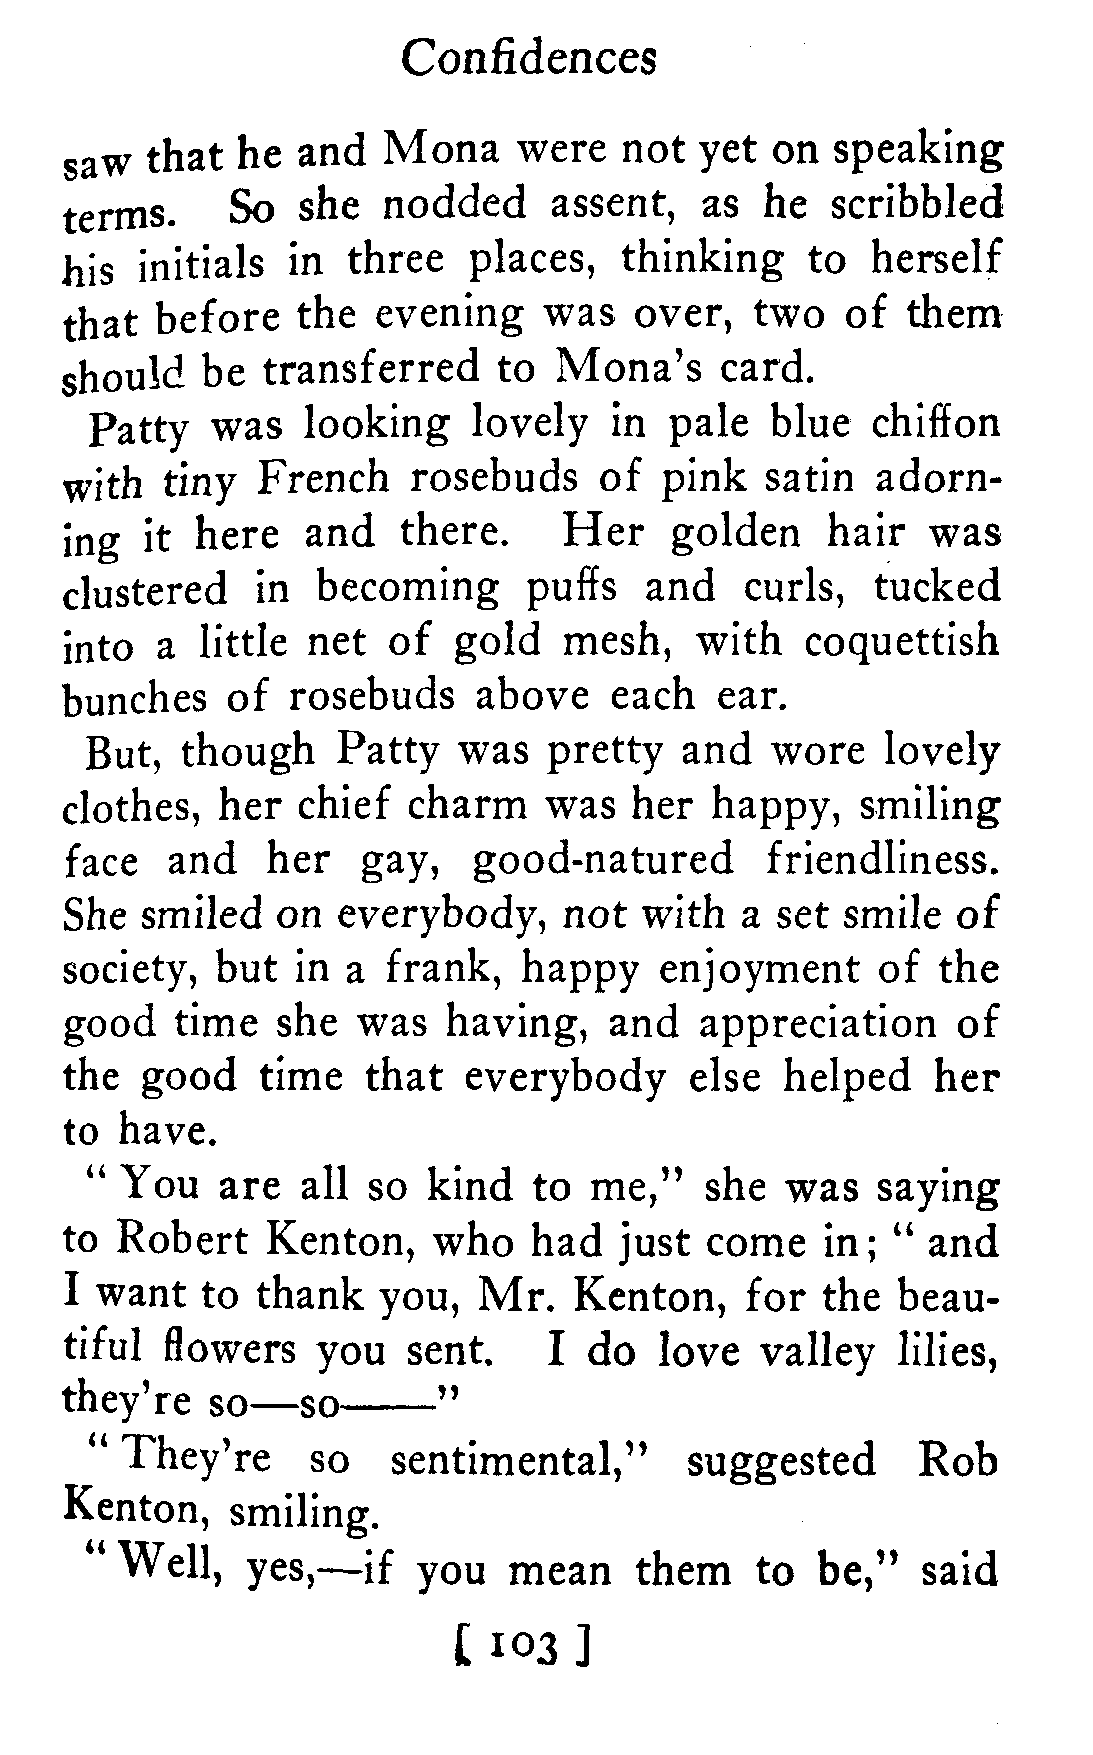 Confidences
saw that he and Mona were not yet on speaking
terms. So she nodded assent, as he scribbled
his initials in three places, thinking to herself
that before the evening was over, two of them
should be transferred to Mona's card.
Patty was looking lovely in pale blue chiffon
with tiny French rosebuds of pink satin adorn-
ing it here and there. Her golden hair was
clustered in becoming puffs and curls, tucked
into a little net of gold mesh, with coquettish
bunches of rosebuds above each ear.
But, though Patty was pretty and wore lovely
clothes, her chief charm was her happy, smiling
face and her gay, good-natured friendliness.
She smiled on everybody, not with a set smile of
society, but in a frank, happy enjoyment of the
good time she was having, and appreciation of
the good time that everybody else helped her
to have.
" You are all so kind to me," she was saying
to Robert Kenton, who had just come in; " and
I want to thank you, Mr. Kenton, for the beau-
tiful flowers you sent. I do love valley lilies,
they're so—so——"
" They're so sentimental," suggested Rob
Kenton, smiling.
" Well, yes,—if you mean them to be," said
[ 103 ]